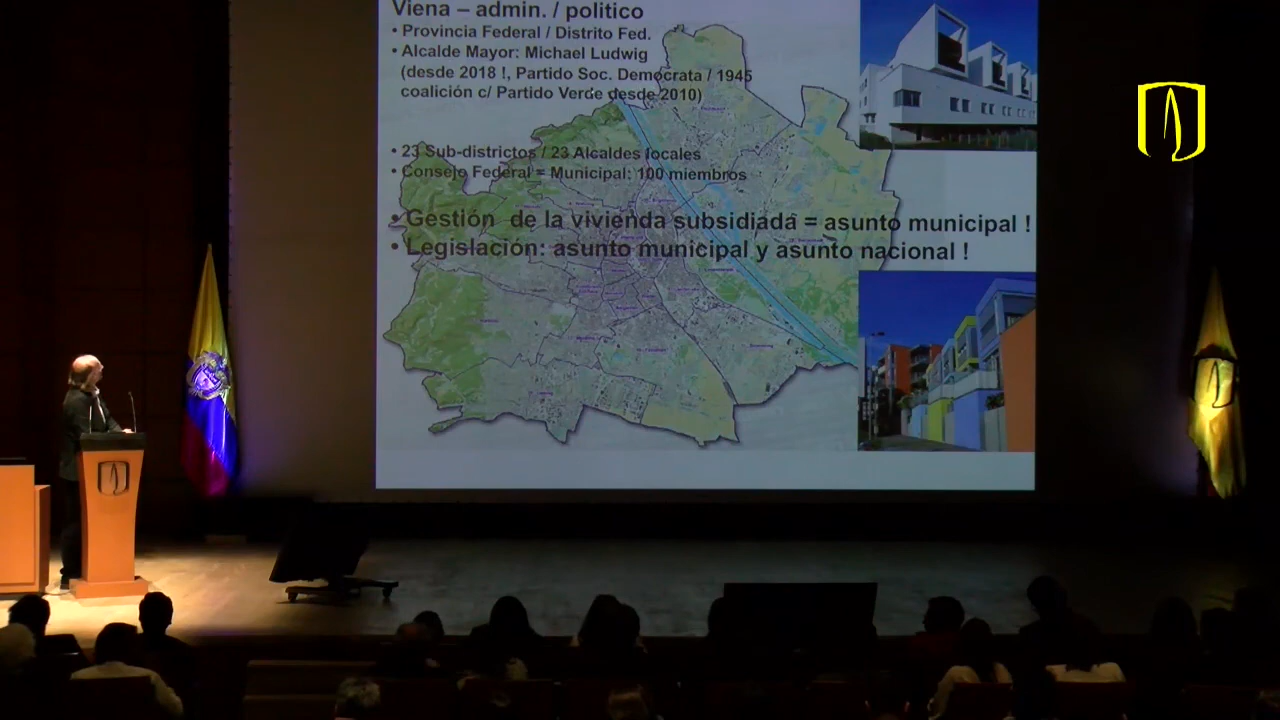 Viena – admin. / politico
• Provincia Federal / Distrito Fed.
• Alcalde Mayor: Michael Ludwig
(desde 2018 !, Partido Soc. Demócrata / 1945
coalición c/ Partido Verde desde 2010)
• 23 Sub-districtos / 23 Alcaldes locales
• Consejo Federal = Municipal: 100 miembros
• Gestión de la vivienda subsidiada = asunto municipal !
• Legislación: asunto municipal y asunto nacional !